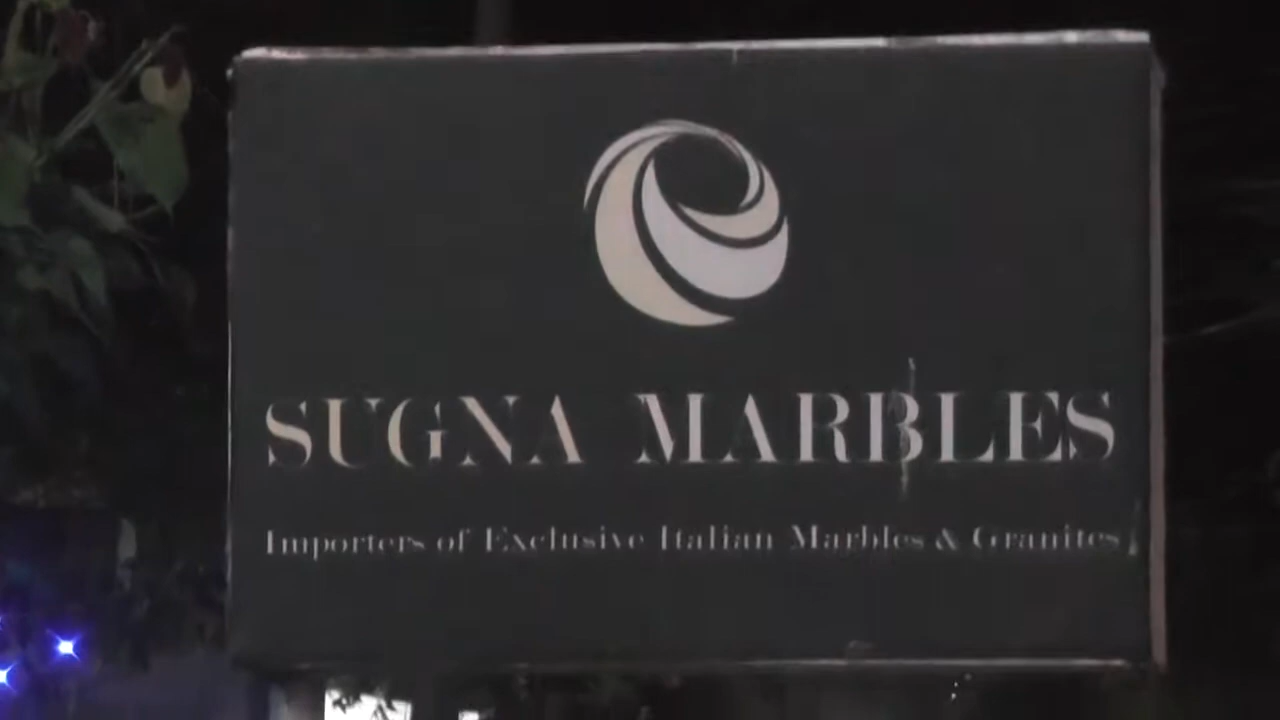 SUGNA MARBLES
Importers of Exclusive Italian Marbles & Granites